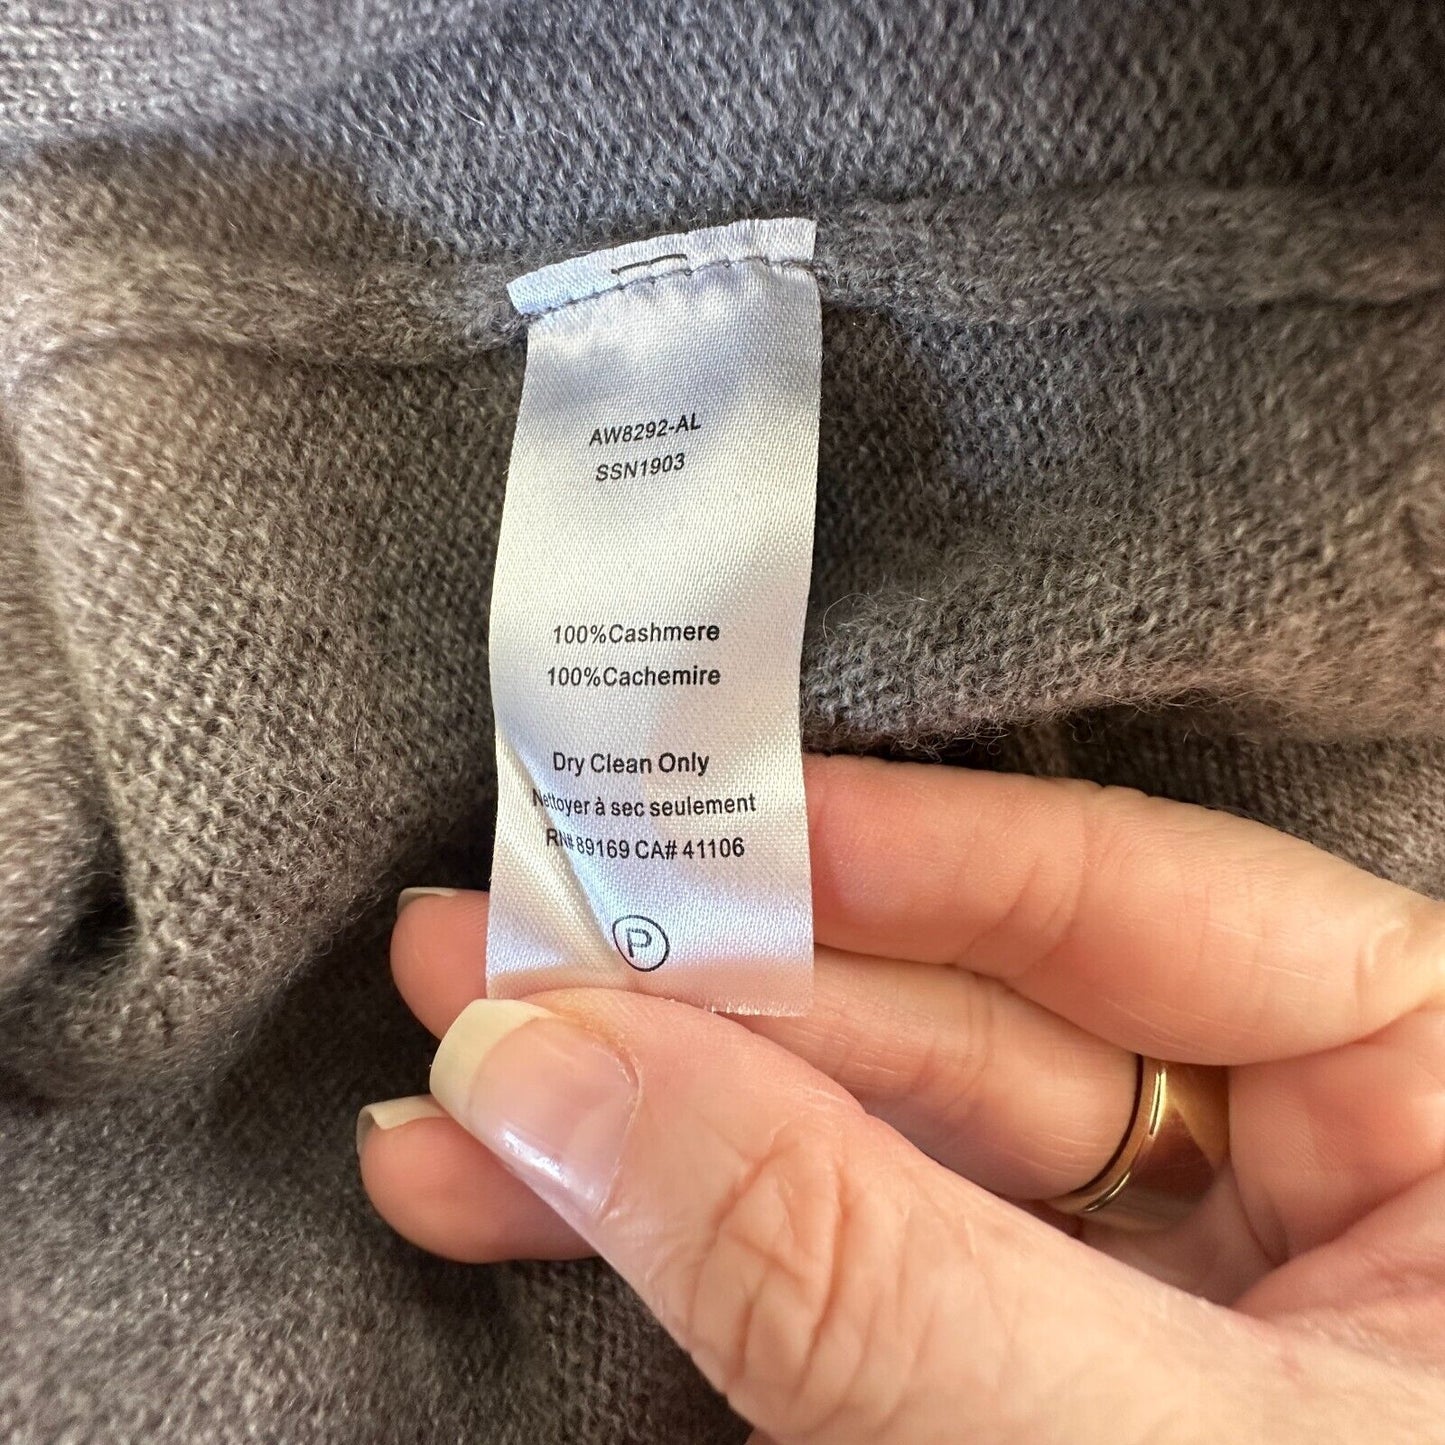 AW8292-AL
SSN1903
100%Cashmere
100%Cachemire
Dry Clean Only
Nettoyer à sec seulement
RN# 89169 CA# 41106
P